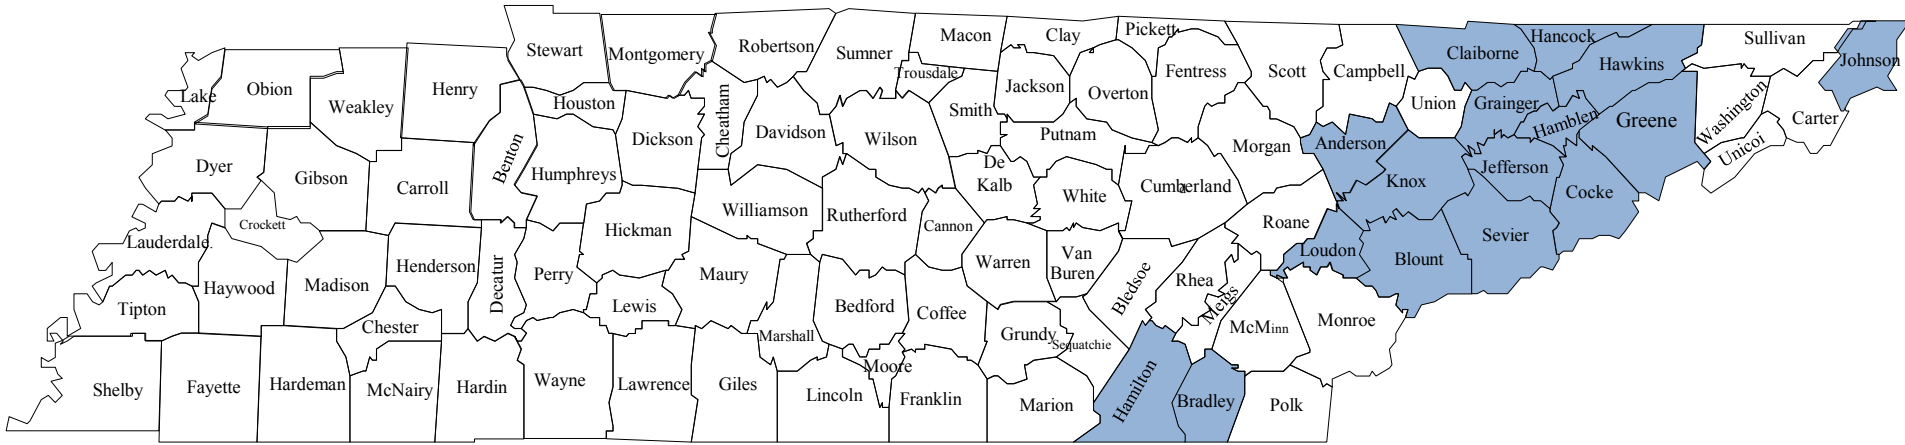 Stewart
Montgomery
Robertson
Sumner
Macon
Clay
Pickett
Claiborne
Hancock
Sullivan
Johnson
Lake
Obion
Weakley
Henry
Houston
Cheatham
Trousdale
Smith
Jackson
Overton
Fentress
Scott
Campbell
Union
Grainger
Hawkins
Hamblen
Greene
Washington
Carter
Unicoi
Dyer
Gibson
Carroll
Benton
Humphreys
Dickson
Davidson
Wilson
Putnam
De
Kalb
White
Cumberland
Morgan
Anderson
Knox
Jefferson
Cocke
Lauderdale.
Crockett
Haywood
Madison
Henderson
Decatur
Perry
Hickman
Williamson
Rutherford
Cannon
Warren
Van
Buren
Bledsoe
Rhea
Meigs
Roane
Loudon
Blount
Sevier
Tipton
Chester
Lewis
Maury
Marshall
Bedford
Coffee
Grundy
Sequatchie
McMinn
Monroe
Shelby
Fayette
Hardeman
McNairy
Hardin
Wayne
Lawrence
Giles
Lincoln
Moore
Franklin
Marion
Hamilton
Bradley
Polk